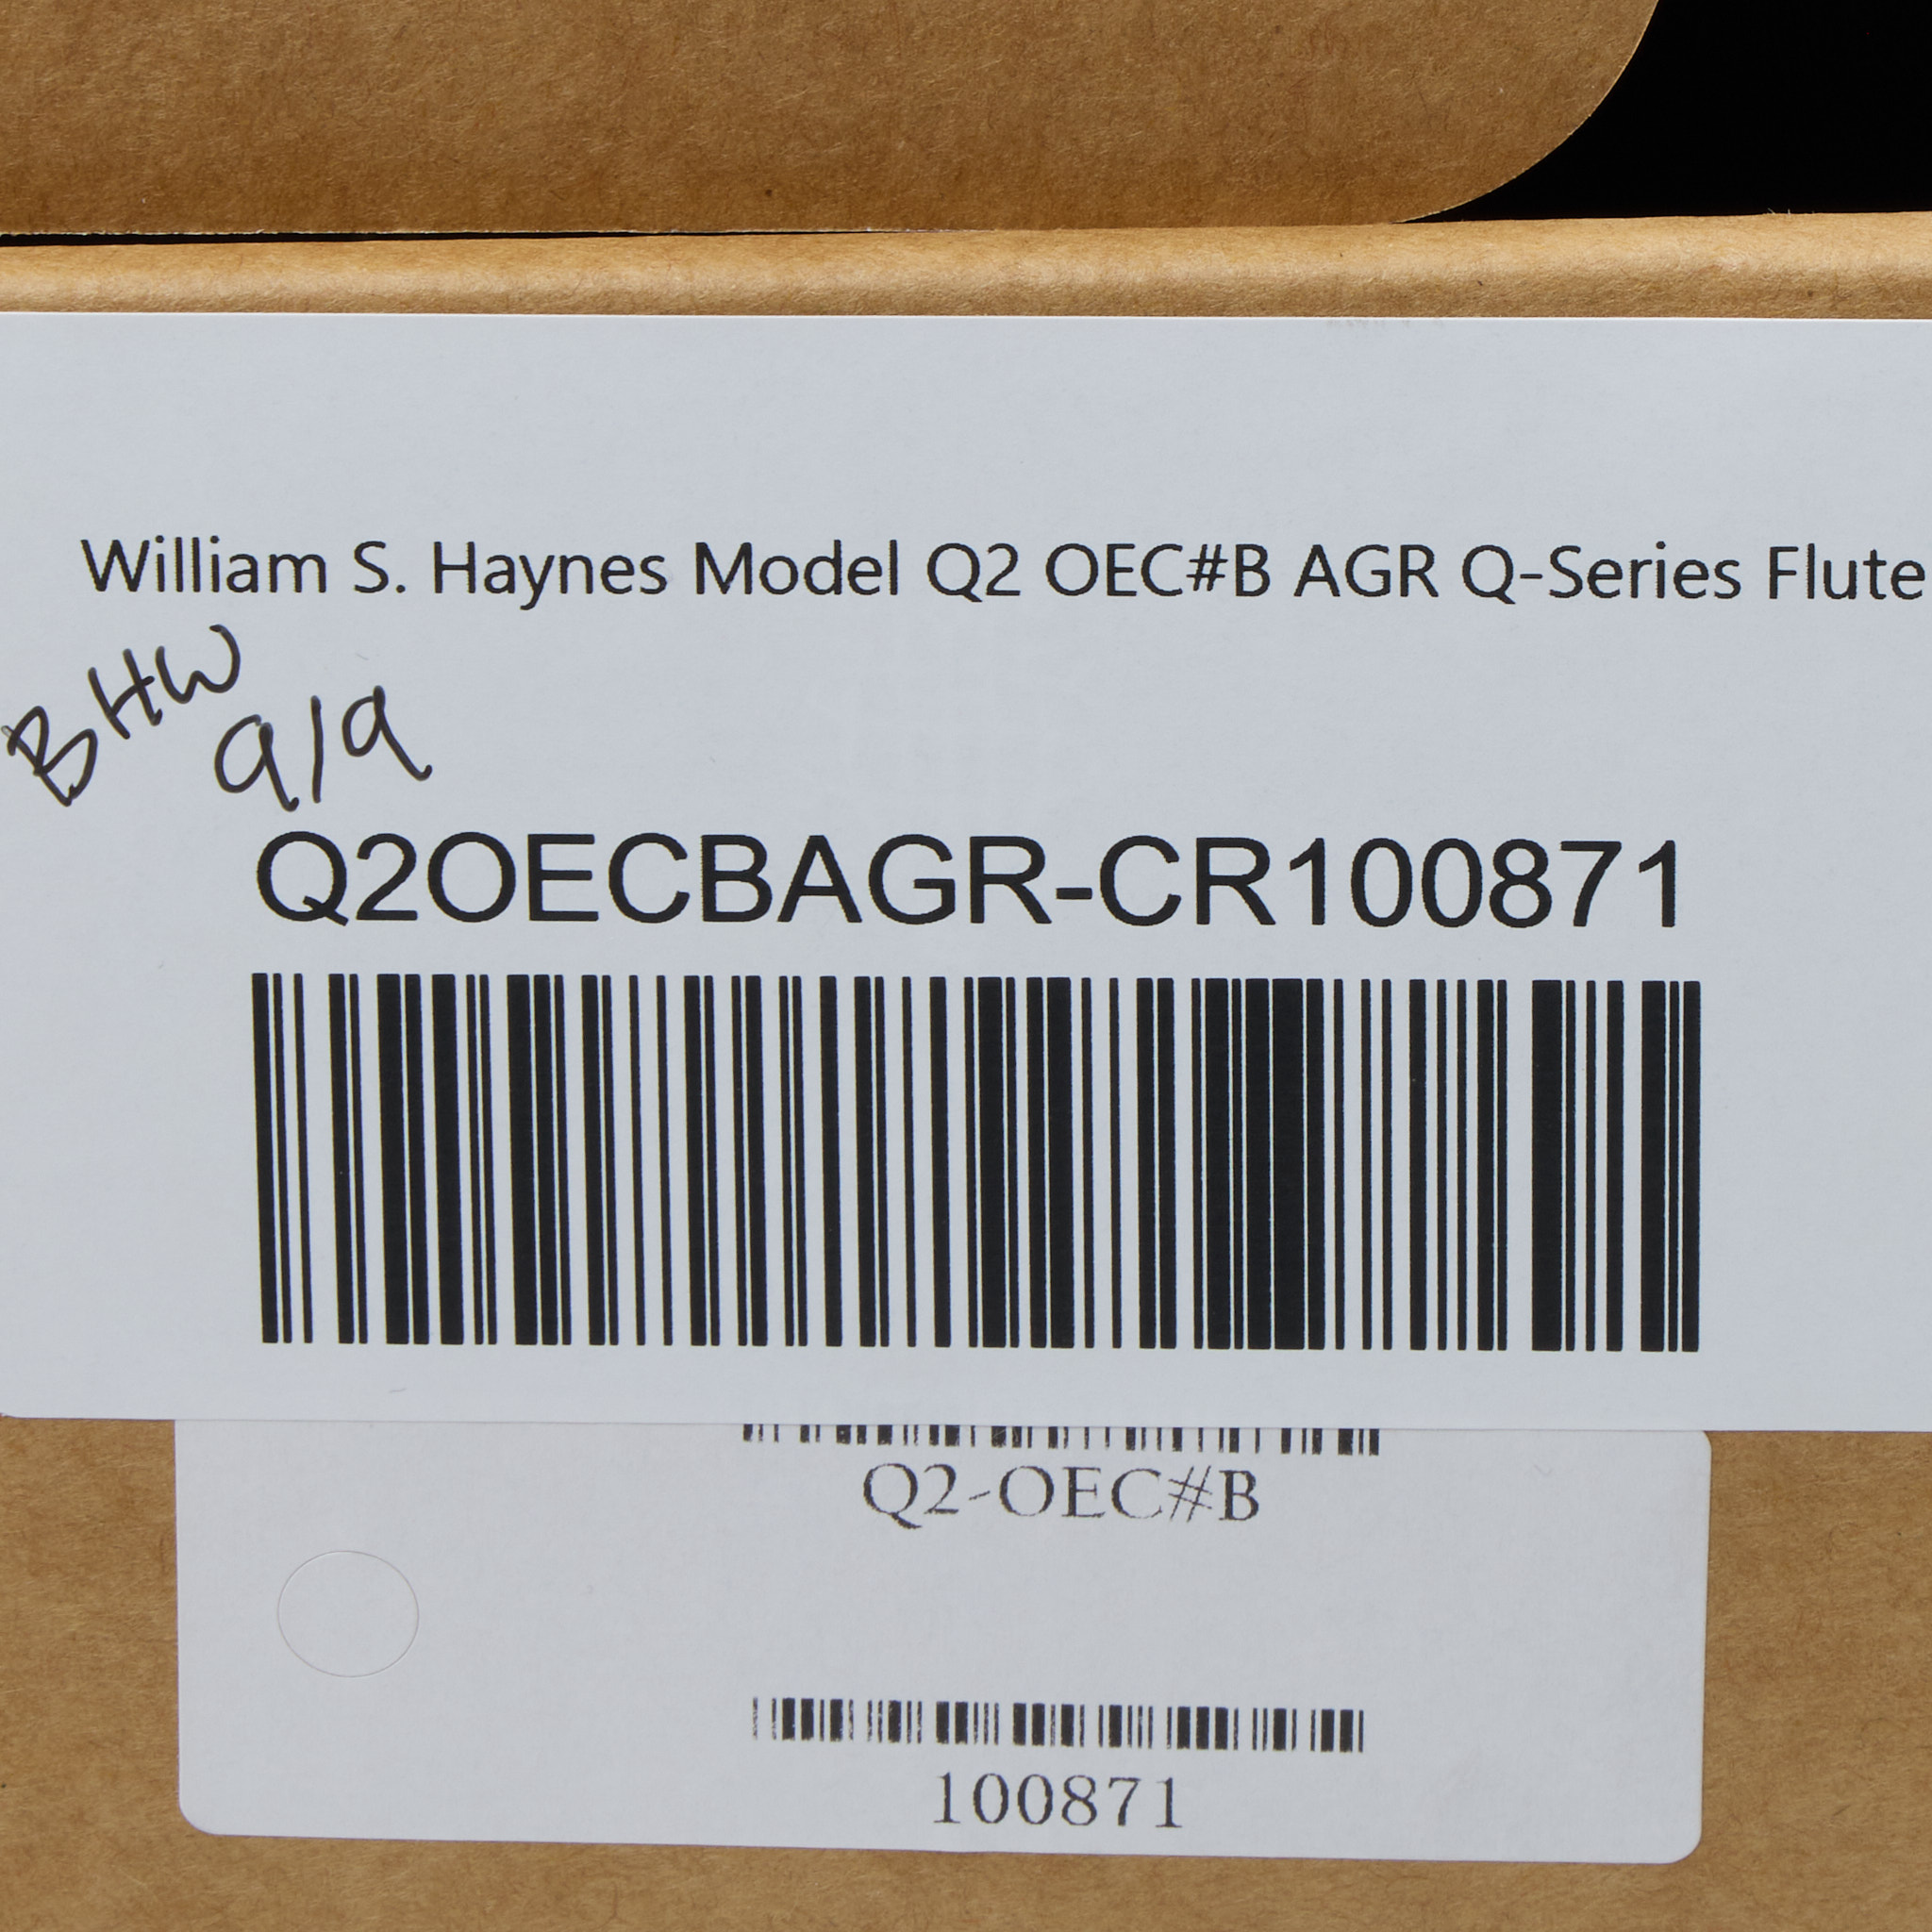 William S. Haynes Model Q2 OEC#B AGR Q-Series Flute
BHW
9/9
Q2OECBAGR-CR100871
Q2-OEC#B
100871